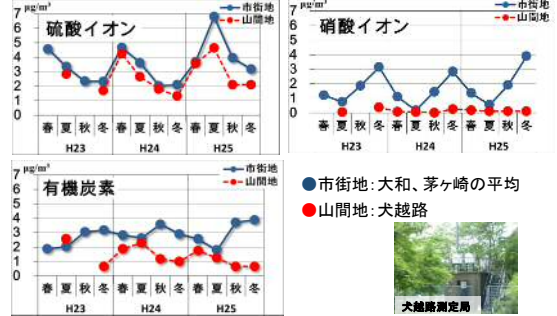 μg/m³
硫酸イオン
市街地
山間地
7
6
5
4
3
2
1
0
春 夏 秋 冬 春 夏 秋 冬 春 夏 秋 冬
H23 H24 H25
μg/m³
硝酸イオン
市街地
山間地
7
6
5
4
3
2
1
0
春 夏 秋 冬 春 夏 秋 冬 春 夏 秋 冬
H23 H24 H25
μg/m³
有機炭素
市街地
山間地
7
6
5
4
3
2
1
0
春 夏 秋 冬 春 夏 秋 冬 春 夏 秋 冬
H23 H24 H25
●市街地:大和、茅ヶ崎の平均
●山間地:犬越路
犬越路測定局